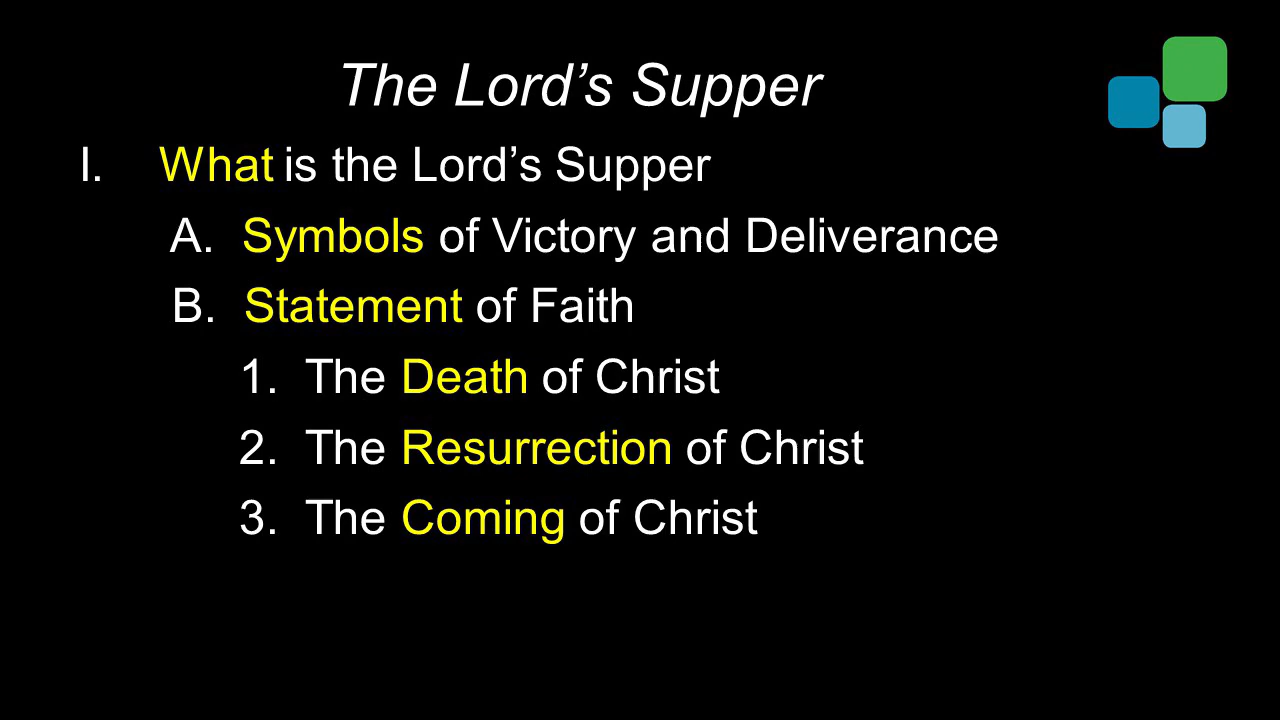 The Lord’s Supper
I. What is the Lord’s Supper
A. Symbols of Victory and Deliverance
B. Statement of Faith
1. The Death of Christ
2. The Resurrection of Christ
3. The Coming of Christ